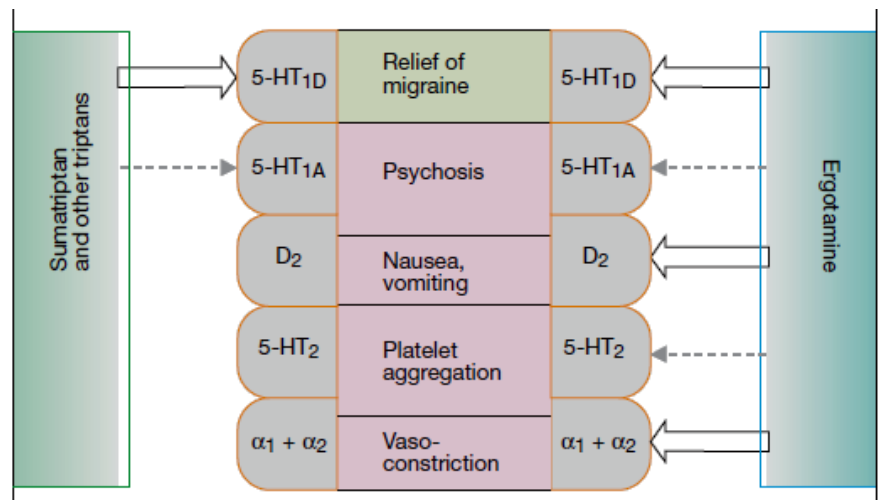 Sumatriptan
and other triptans
5-HT1D
Relief of
migraine
5-HT1D
5-HT1A
Psychosis
5-HT1A
D2
Nausea,
vomiting
D2
5-HT2
Platelet
aggregation
5-HT2
α1 + α2
Vaso-
constriction
α1 + α2
Ergotamine